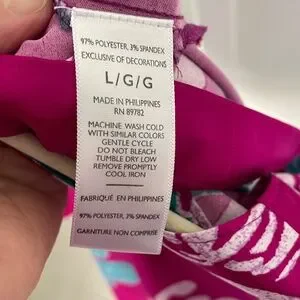 97% POLYESTER, 3% SPANDEX
EXCLUSIVE OF DECORATIONS
L/G/G
MADE IN PHILIPPINES
RN 89782
MACHINE WASH COLD
WITH SIMILAR COLORS
GENTLE CYCLE
DO NOT BLEACH
TUMBLE DRY LOW
REMOVE PROMPTLY
COOL IRON
FABRIQUÉ EN PHILIPPINES
97% POLYESTER, 3% SPANDEX
GARNITURE NON COMPRISE